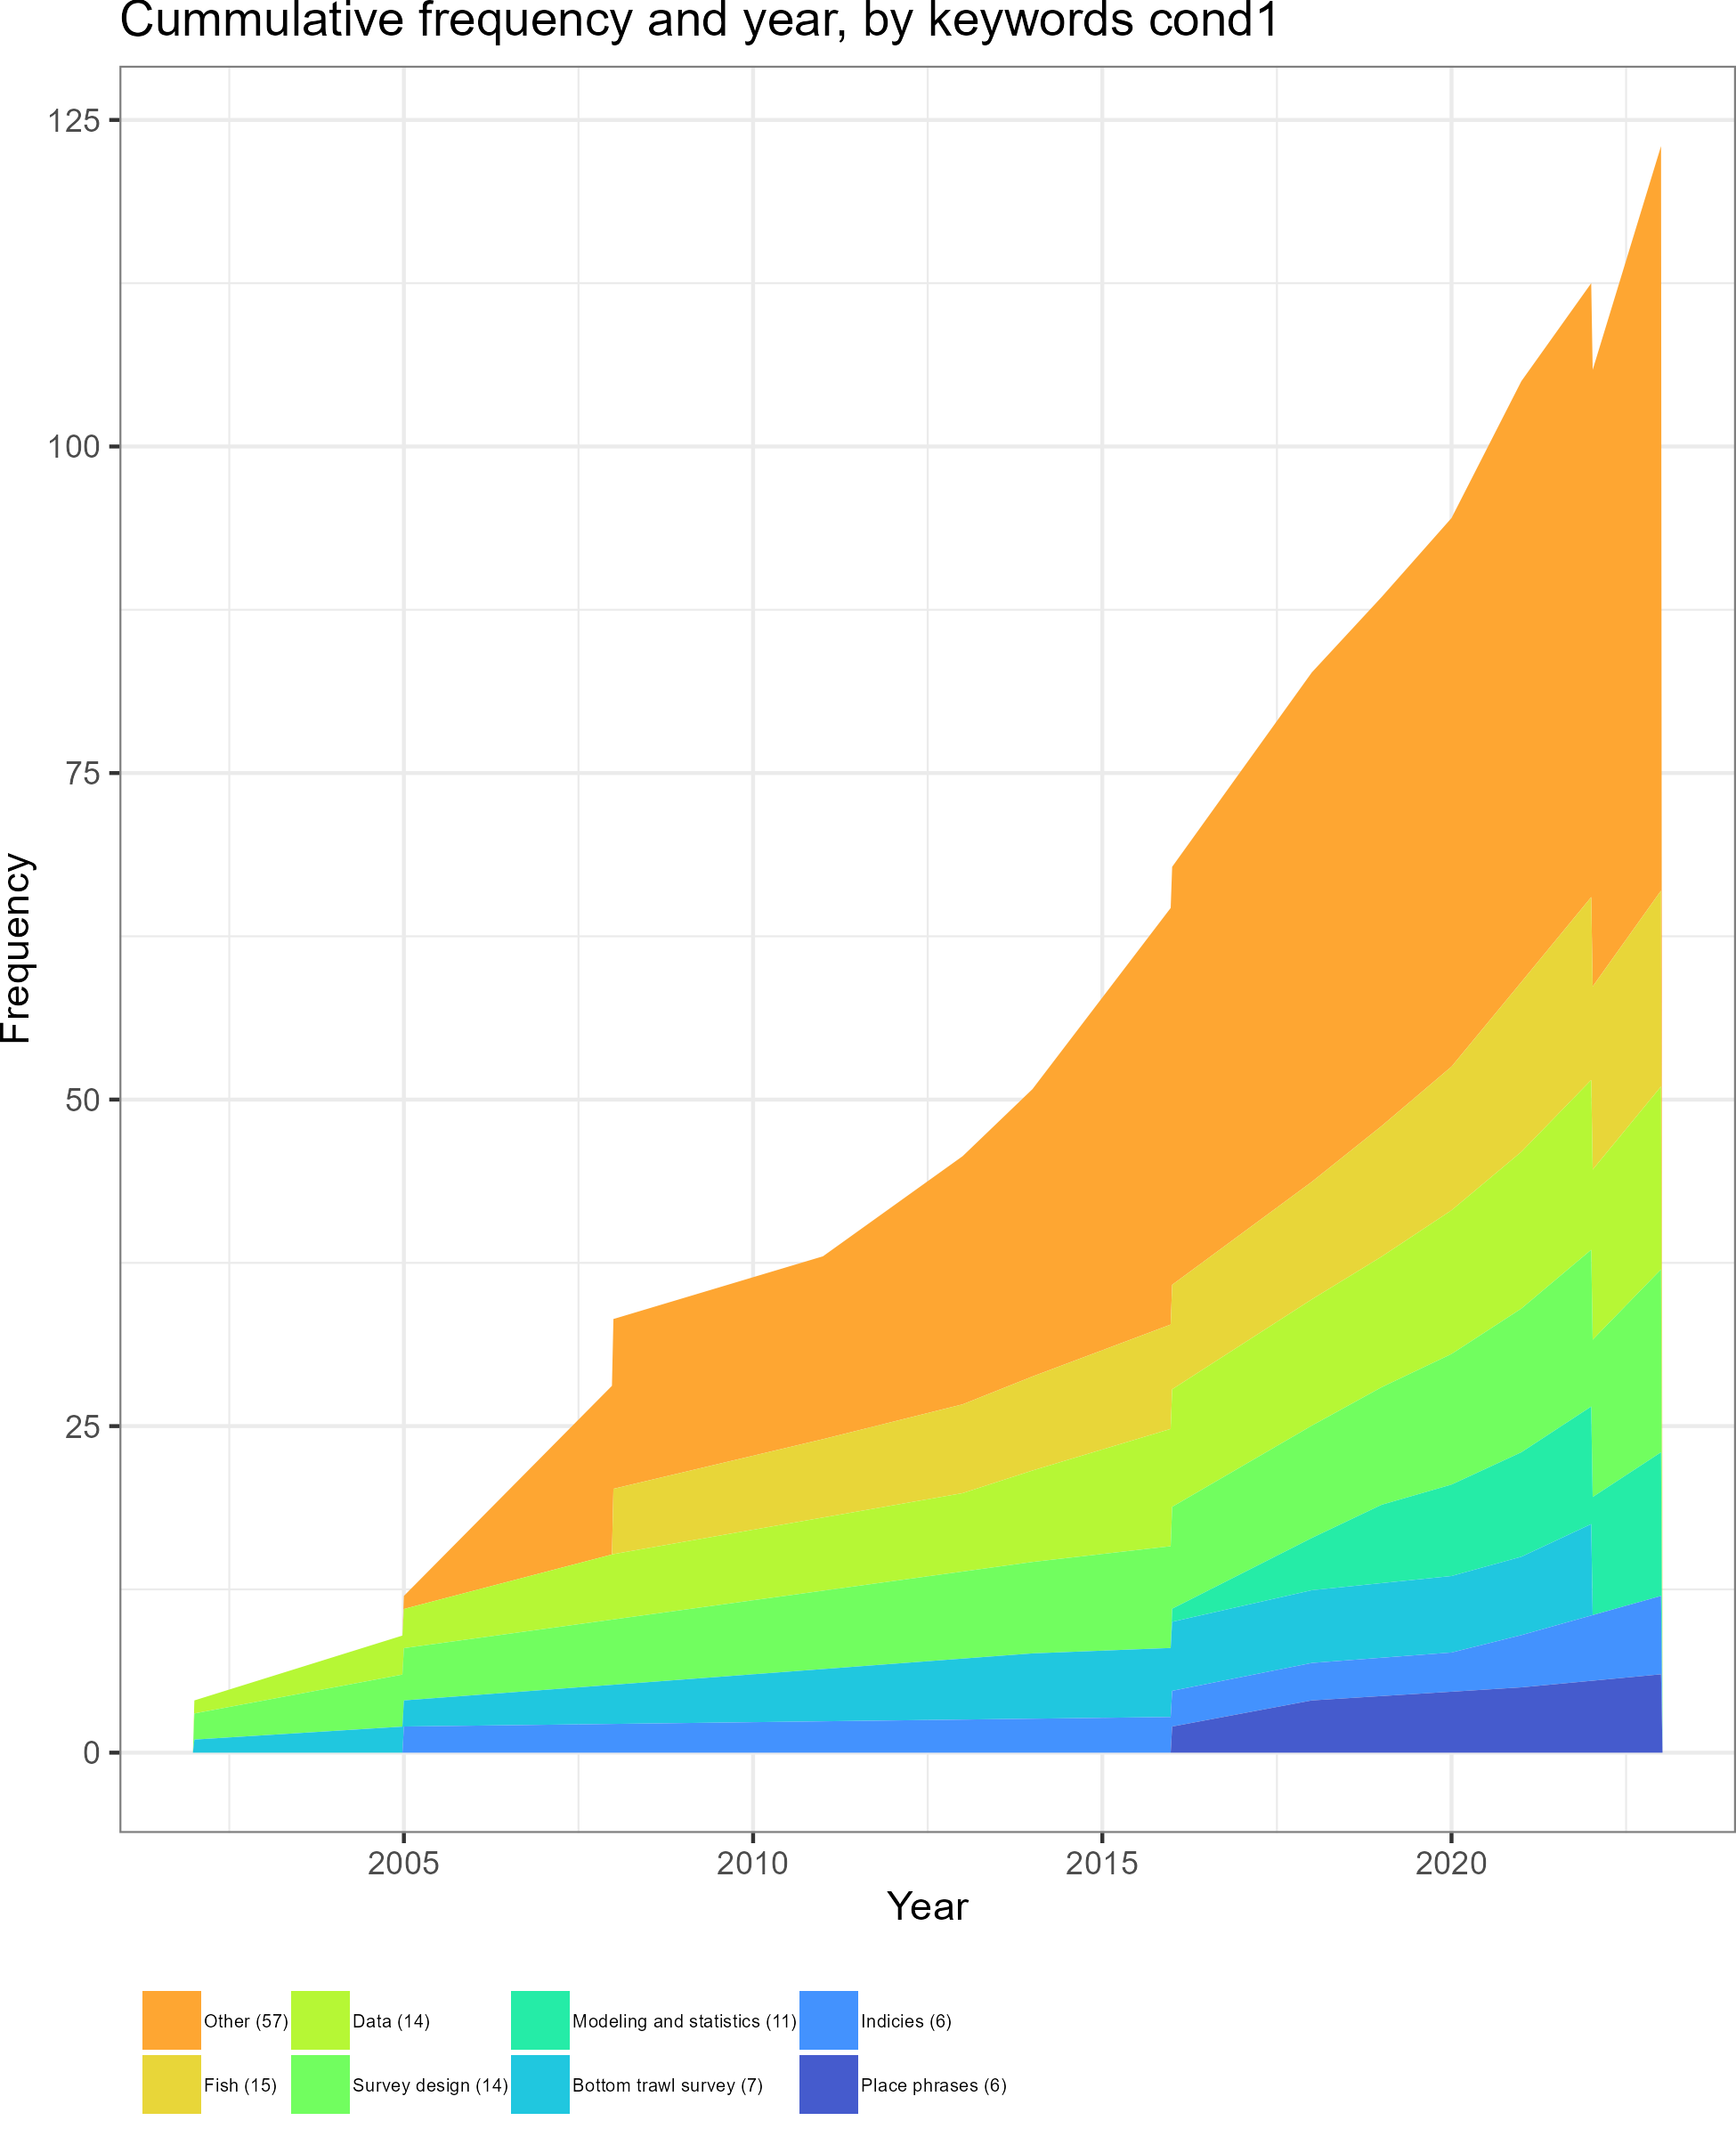 Cummulative frequency and year, by keywords cond1
125
100
75
50
25
0
Frequency
2005 2010 2015 2020
Year
Other (57) Data (14) Modeling and statistics (11) Indicies (6)
Fish (15) Survey design (14) Bottom trawl survey (7) Place phrases (6)